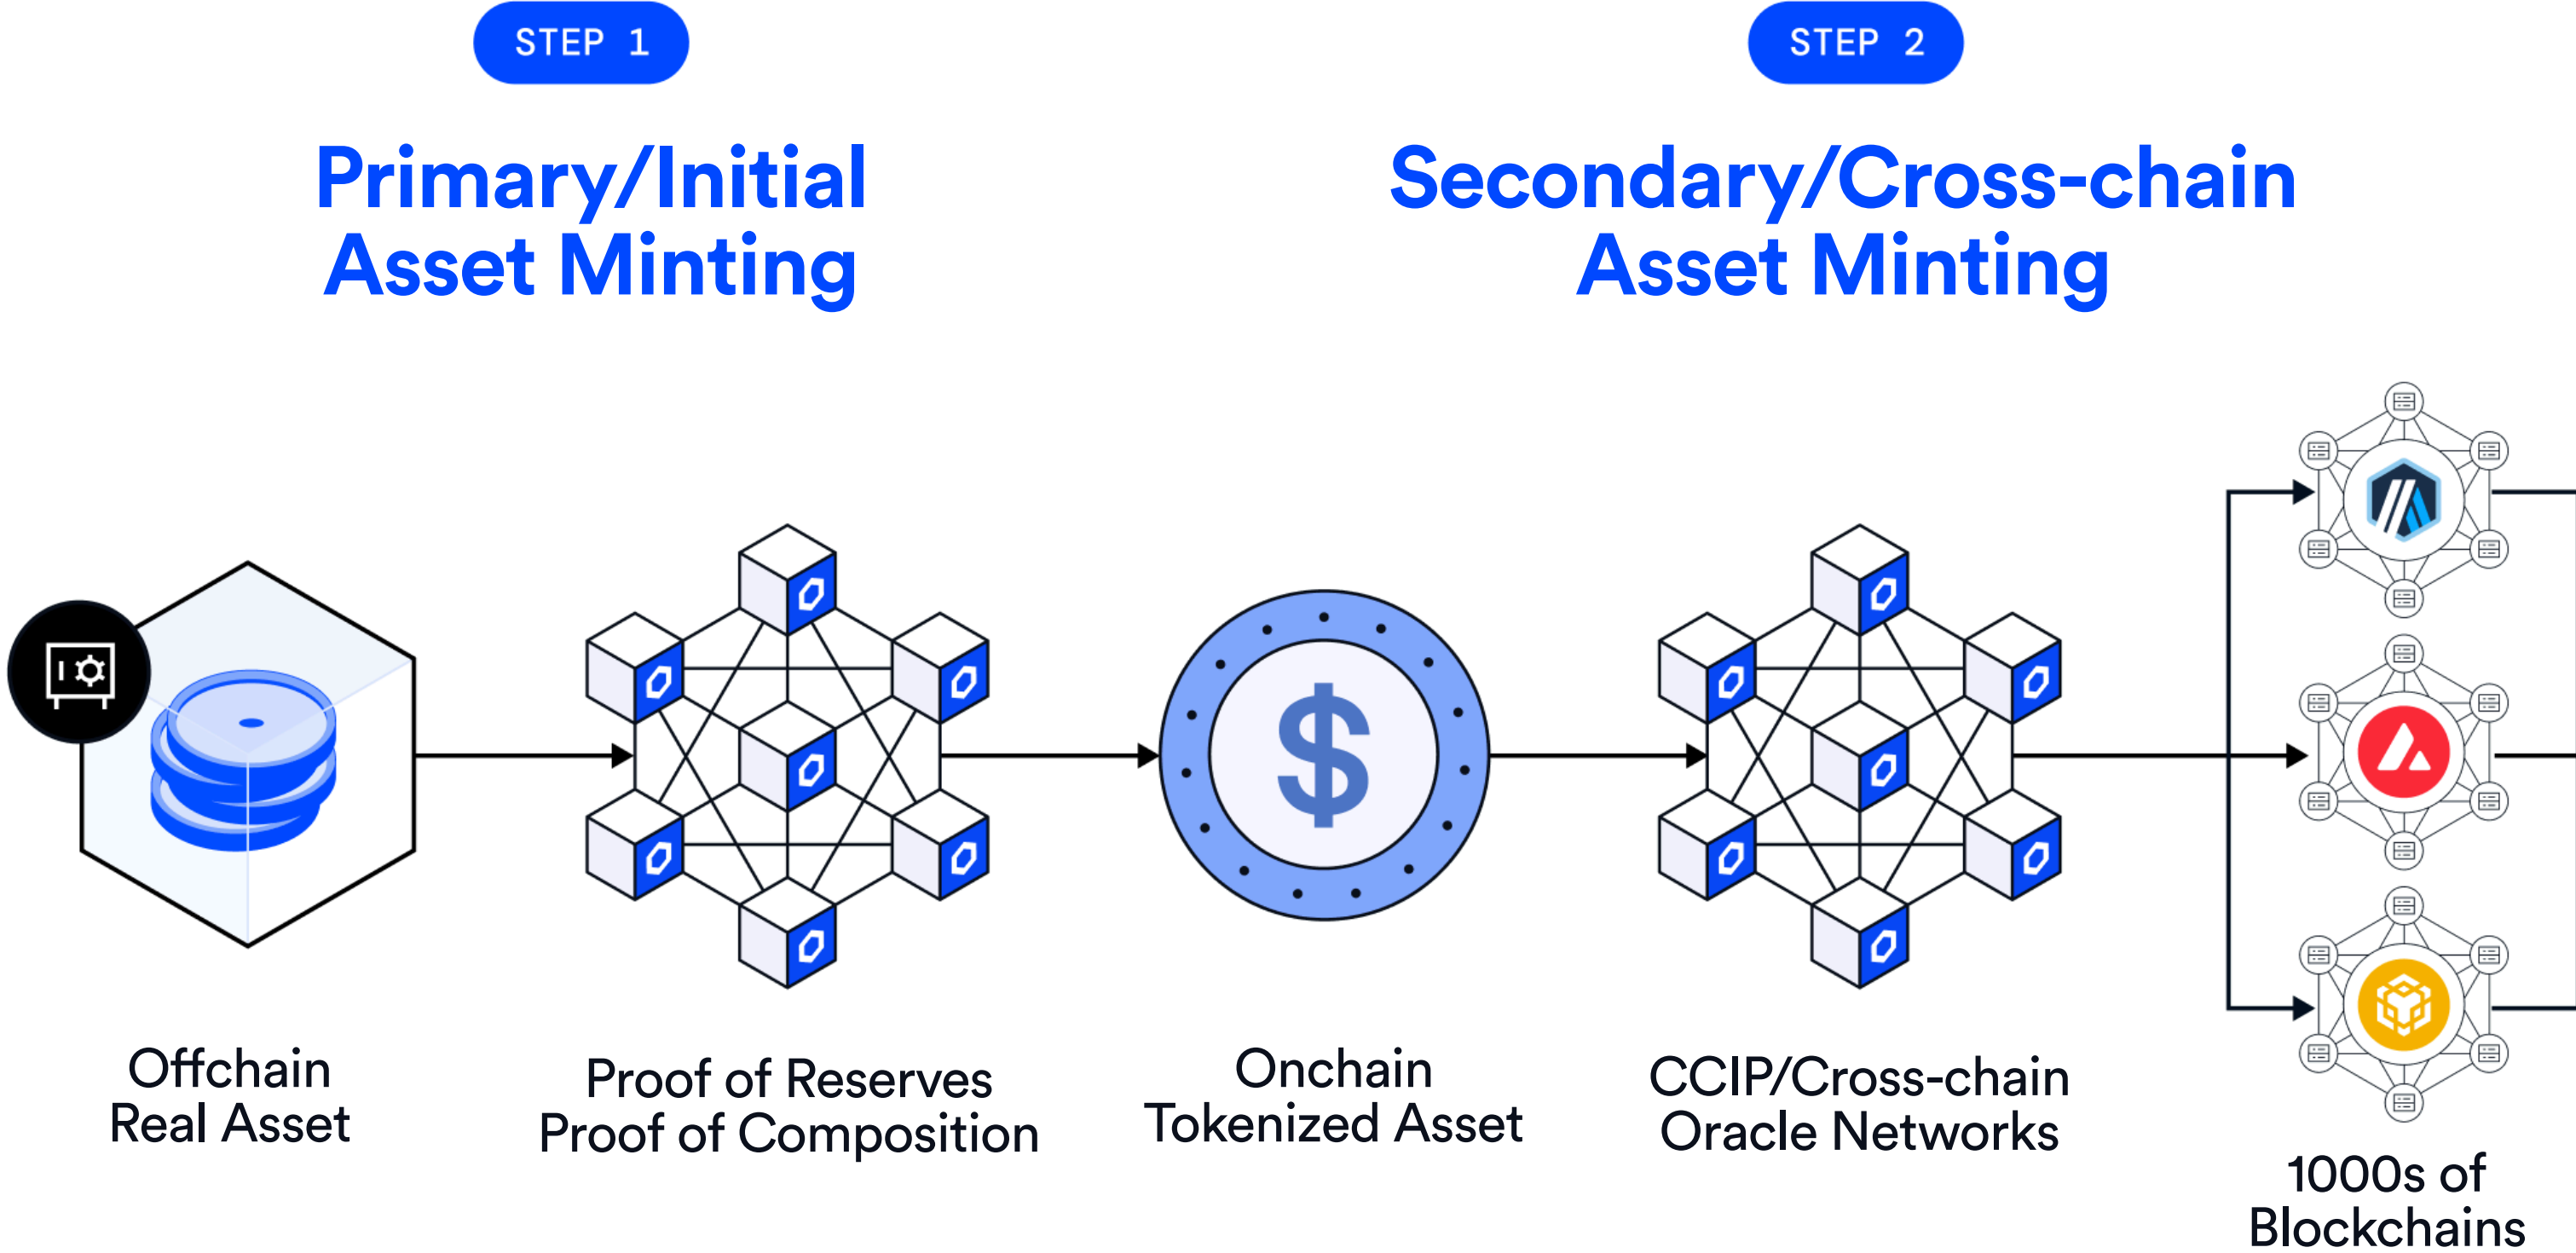 STEP 1
Primary/Initial
Asset Minting
STEP 2
Secondary/Cross-chain
Asset Minting
Offchain
Real Asset
Proof of Reserves
Proof of Composition
Onchain
Tokenized Asset
CCIP/Cross-chain
Oracle Networks
1000s of
Blockchains